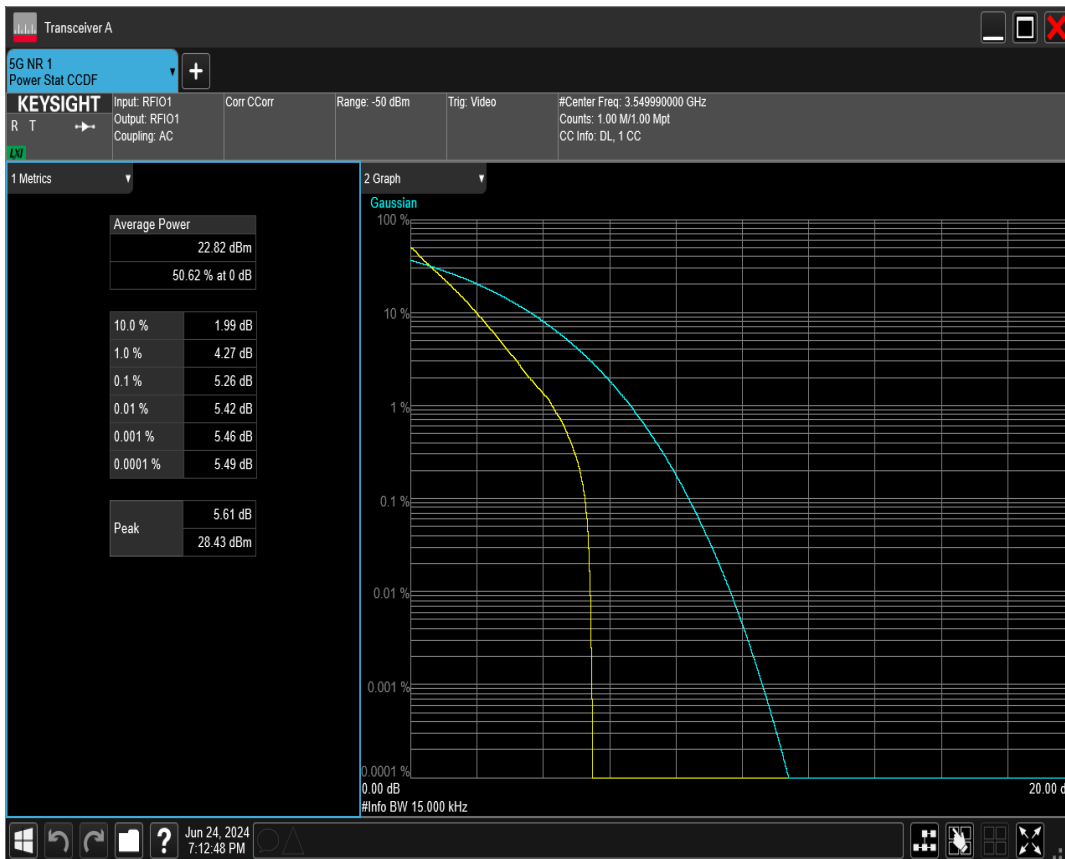 Transceiver A
5G NR 1
Power Stat CCDF
KEYSIGHT
R T
LXI
Input: RFIO1
Output: RFIO1
Coupling: AC
Corr CCorr
Range: -50 dBm
Trig: Video
#Center Freq: 3.549990000 GHz
Counts: 1.00 M/1.00 Mpt
CC Info: DL, 1 CC
1 Metrics
Average Power
22.82 dBm
50.62 % at 0 dB
10.0 % 1.99 dB
1.0 % 4.27 dB
0.1 % 5.26 dB
0.01 % 5.42 dB
0.001 % 5.46 dB
0.0001 % 5.49 dB
Peak
5.61 dB
28.43 dBm
2 Graph
Gaussian
100 %
10 %
1 %
0.1 %
0.01 %
0.001 %
0.0001 %
0.00 dB 20.00 d
#Info BW 15.000 kHz
?
Jun 24, 2024
7:12:48 PM